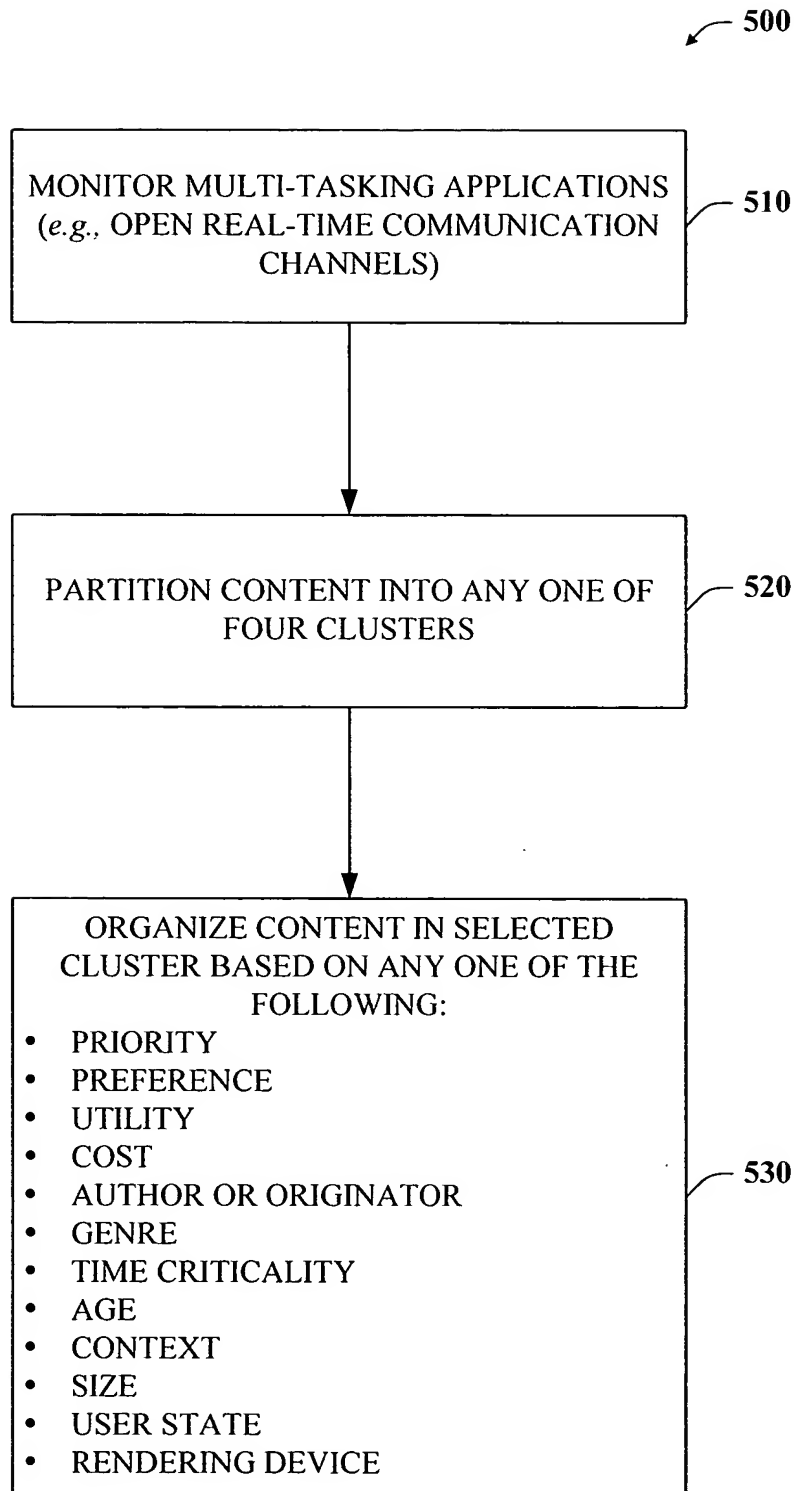 500
MONITOR MULTI-TASKING APPLICATIONS
(e.g., OPEN REAL-TIME COMMUNICATION
CHANNELS)
510
PARTITION CONTENT INTO ANY ONE OF
FOUR CLUSTERS
520
ORGANIZE CONTENT IN SELECTED
CLUSTER BASED ON ANY ONE OF THE
FOLLOWING:
• PRIORITY
• PREFERENCE
• UTILITY
• COST
• AUTHOR OR ORIGINATOR
• GENRE
• TIME CRITICALITY
• AGE
• CONTEXT
• SIZE
• USER STATE
• RENDERING DEVICE
530